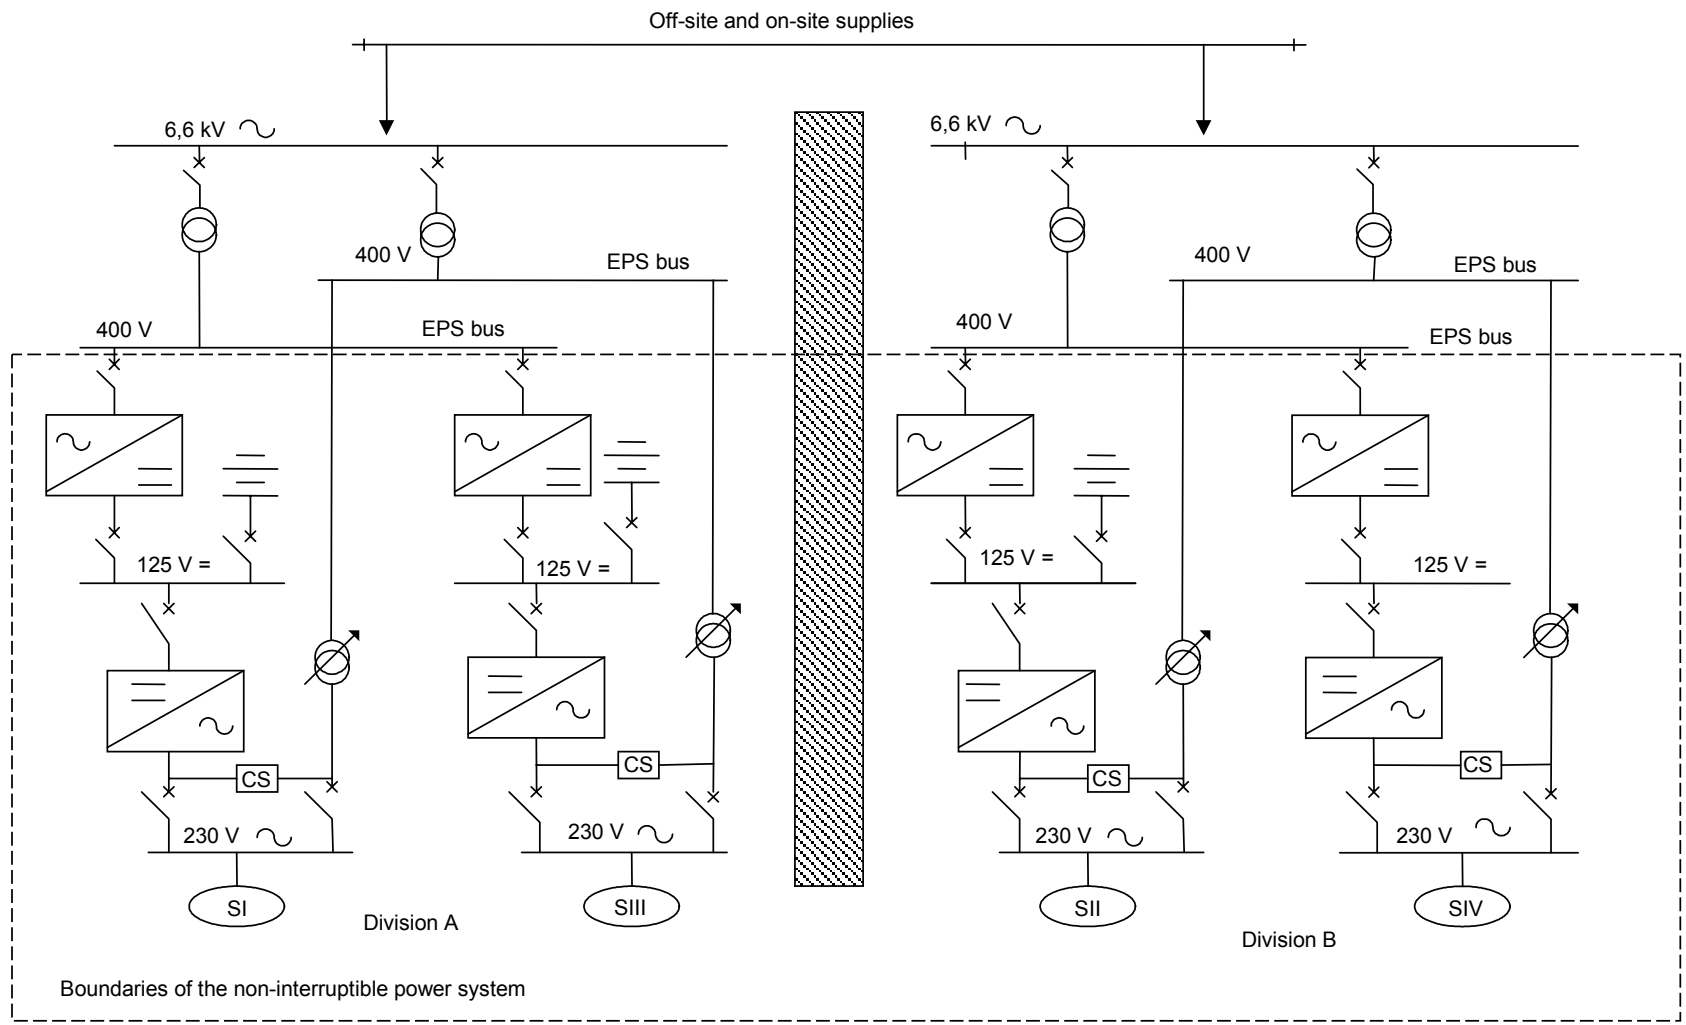 Off-site and on-site supplies
6,6 kV
6,6 kV
400 V
EPS bus
400 V
EPS bus
400 V
EPS bus
400 V
EPS bus
125 V =
125 V =
125 V =
125 V =
CS
CS
CS
CS
230 V
230 V
230 V
230 V
SI
SIII
SII
SIV
Division A
Division B
Boundaries of the non-interruptible power system